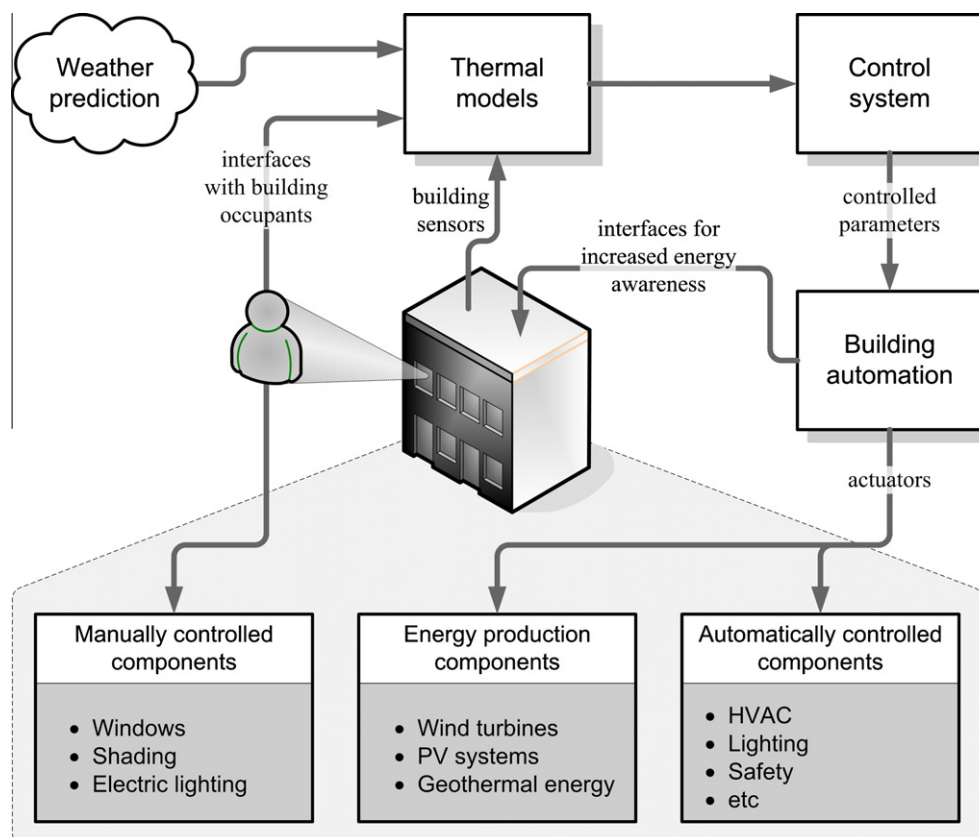 Weather
prediction
Thermal
models
Control
system
interfaces
with building
occupants
building
sensors
interfaces for
increased energy
awareness
controlled
parameters
Building
automation
actuators
Manually controlled
components
• Windows
• Shading
• Electric lighting
Energy production
components
• Wind turbines
• PV systems
• Geothermal energy
Automatically controlled
components
• HVAC
• Lighting
• Safety
• etc